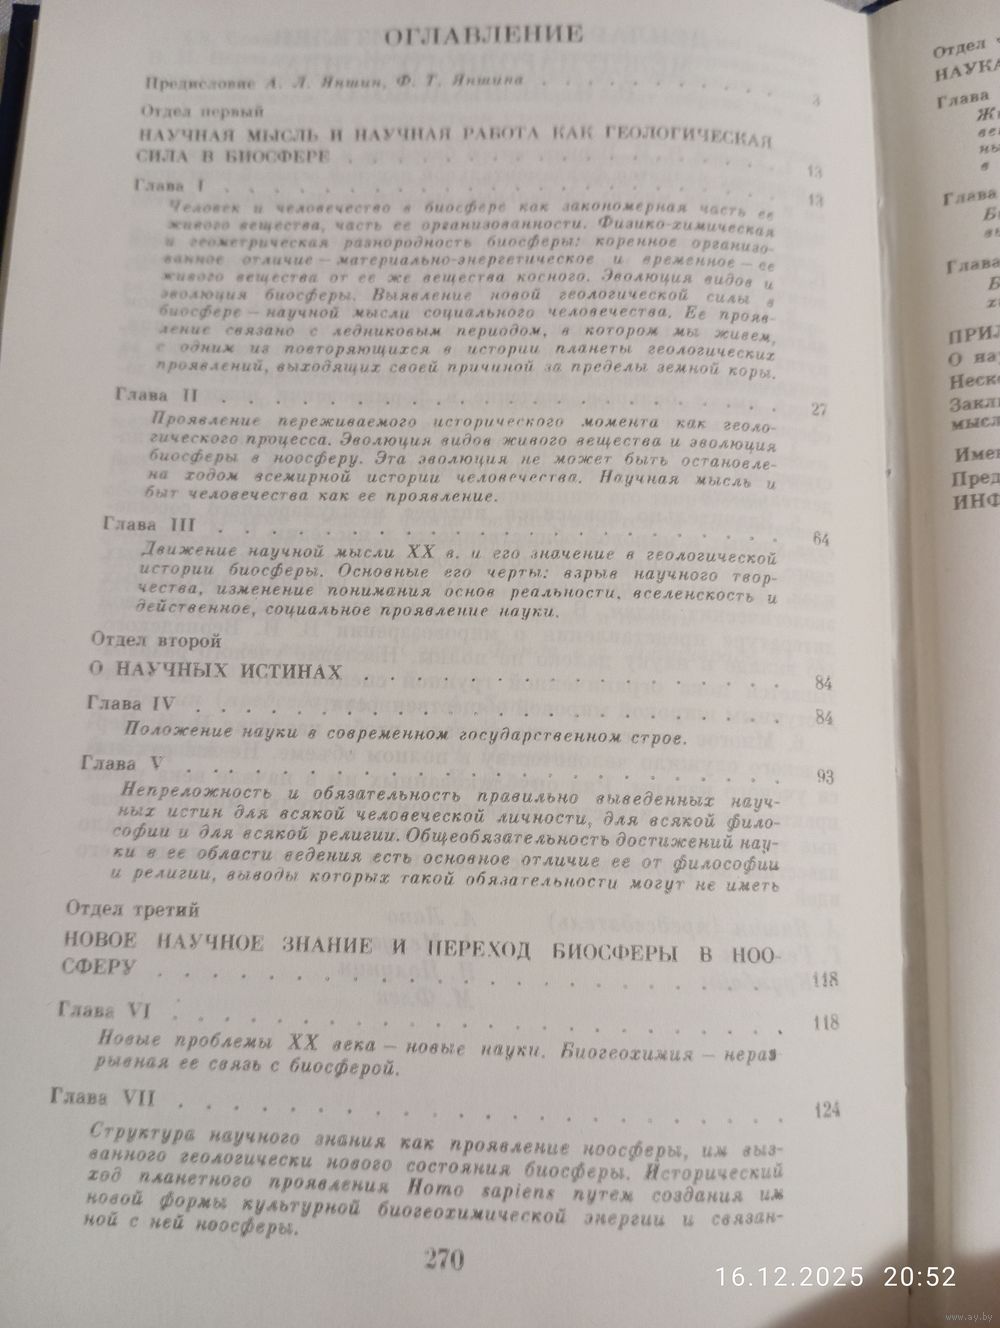 ОГЛАВЛЕНИЕ
Предисловие А. Л. Яншин, Ф. Т. Яншина . . . . . . . . . . 3
Отдел первый
НАУЧНАЯ МЫСЛЬ И НАУЧНАЯ РАБОТА КАК ГЕОЛОГИЧЕСКАЯ
СИЛА В БИОСФЕРЕ . . . . . . . . . . 13
Глава I . . . . . . . . . . 13
Человек и человечество в биосфере как закономерная часть ее
живого вещества, часть ее организованности. Физико-химическая
и геометрическая разнородность биосферы: коренное организо-
ванное отличие — материально-энергетическое и временное — ее
живого вещества от ее же вещества косного. Эволюция видов и
эволюция биосферы. Выявление новой геологической силы в
биосфере — научной мысли социального человечества. Ее прояв-
ление связано с ледниковым периодом, в котором мы живем,
с одним из повторяющихся в истории планеты геологических
проявлений, выходящих своей причиной за пределы земной коры.
Глава II . . . . . . . . . . 27
Проявление переживаемого исторического момента как геоло-
гического процесса. Эволюция видов живого вещества и эволюция
биосферы в ноосферу. Эта эволюция не может быть остановле-
на ходом всемирной истории человечества. Научная мысль и
быт человечества как ее проявление.
Глава III . . . . . . . . . . 64
Движение научной мысли XX в. и его значение в геологической
истории биосферы. Основные его черты: взрыв научного твор-
чества, изменение понимания основ реальности, вселенскость и
действенное, социальное проявление науки.
Отдел второй
О НАУЧНЫХ ИСТИНАХ . . . . . . . . . . 84
Глава IV . . . . . . . . . . 84
Положение науки в современном государственном строе.
Глава V . . . . . . . . . . 93
Непреложность и обязательность правильно выведенных науч-
ных истин для всякой человеческой личности, для всякой фило-
софии и для всякой религии. Общеобязательность достижений нау-
ки в ее области ведения есть основное отличие ее от философии
и религии, выводы которых такой обязательности могут не иметь
Отдел третий
НОВОЕ НАУЧНОЕ ЗНАНИЕ И ПЕРЕХОД БИОСФЕРЫ В НОО-
СФЕРУ . . . . . . . . . . 118
Глава VI . . . . . . . . . . 118
Новые проблемы XX века — новые науки. Биогеохимия — нераз
рывная ее связь с биосферой.
Глава VII . . . . . . . . . . 124
Структура научного знания как проявление ноосферы, им выз-
ванного геологически нового состояния биосферы. Исторический
ход планетного проявления Homo sapiens путем создания им
новой формы культурной биогеохимической энергии и связан-
ной с ней ноосферы.
270
Отдел
НАУКА
Глава
Глава
Глава
ПРИЛ
О нау
Неско
Закл
мысл
Имен
Пред
ИНФ
16.12.2025 20:52
www.ay.by